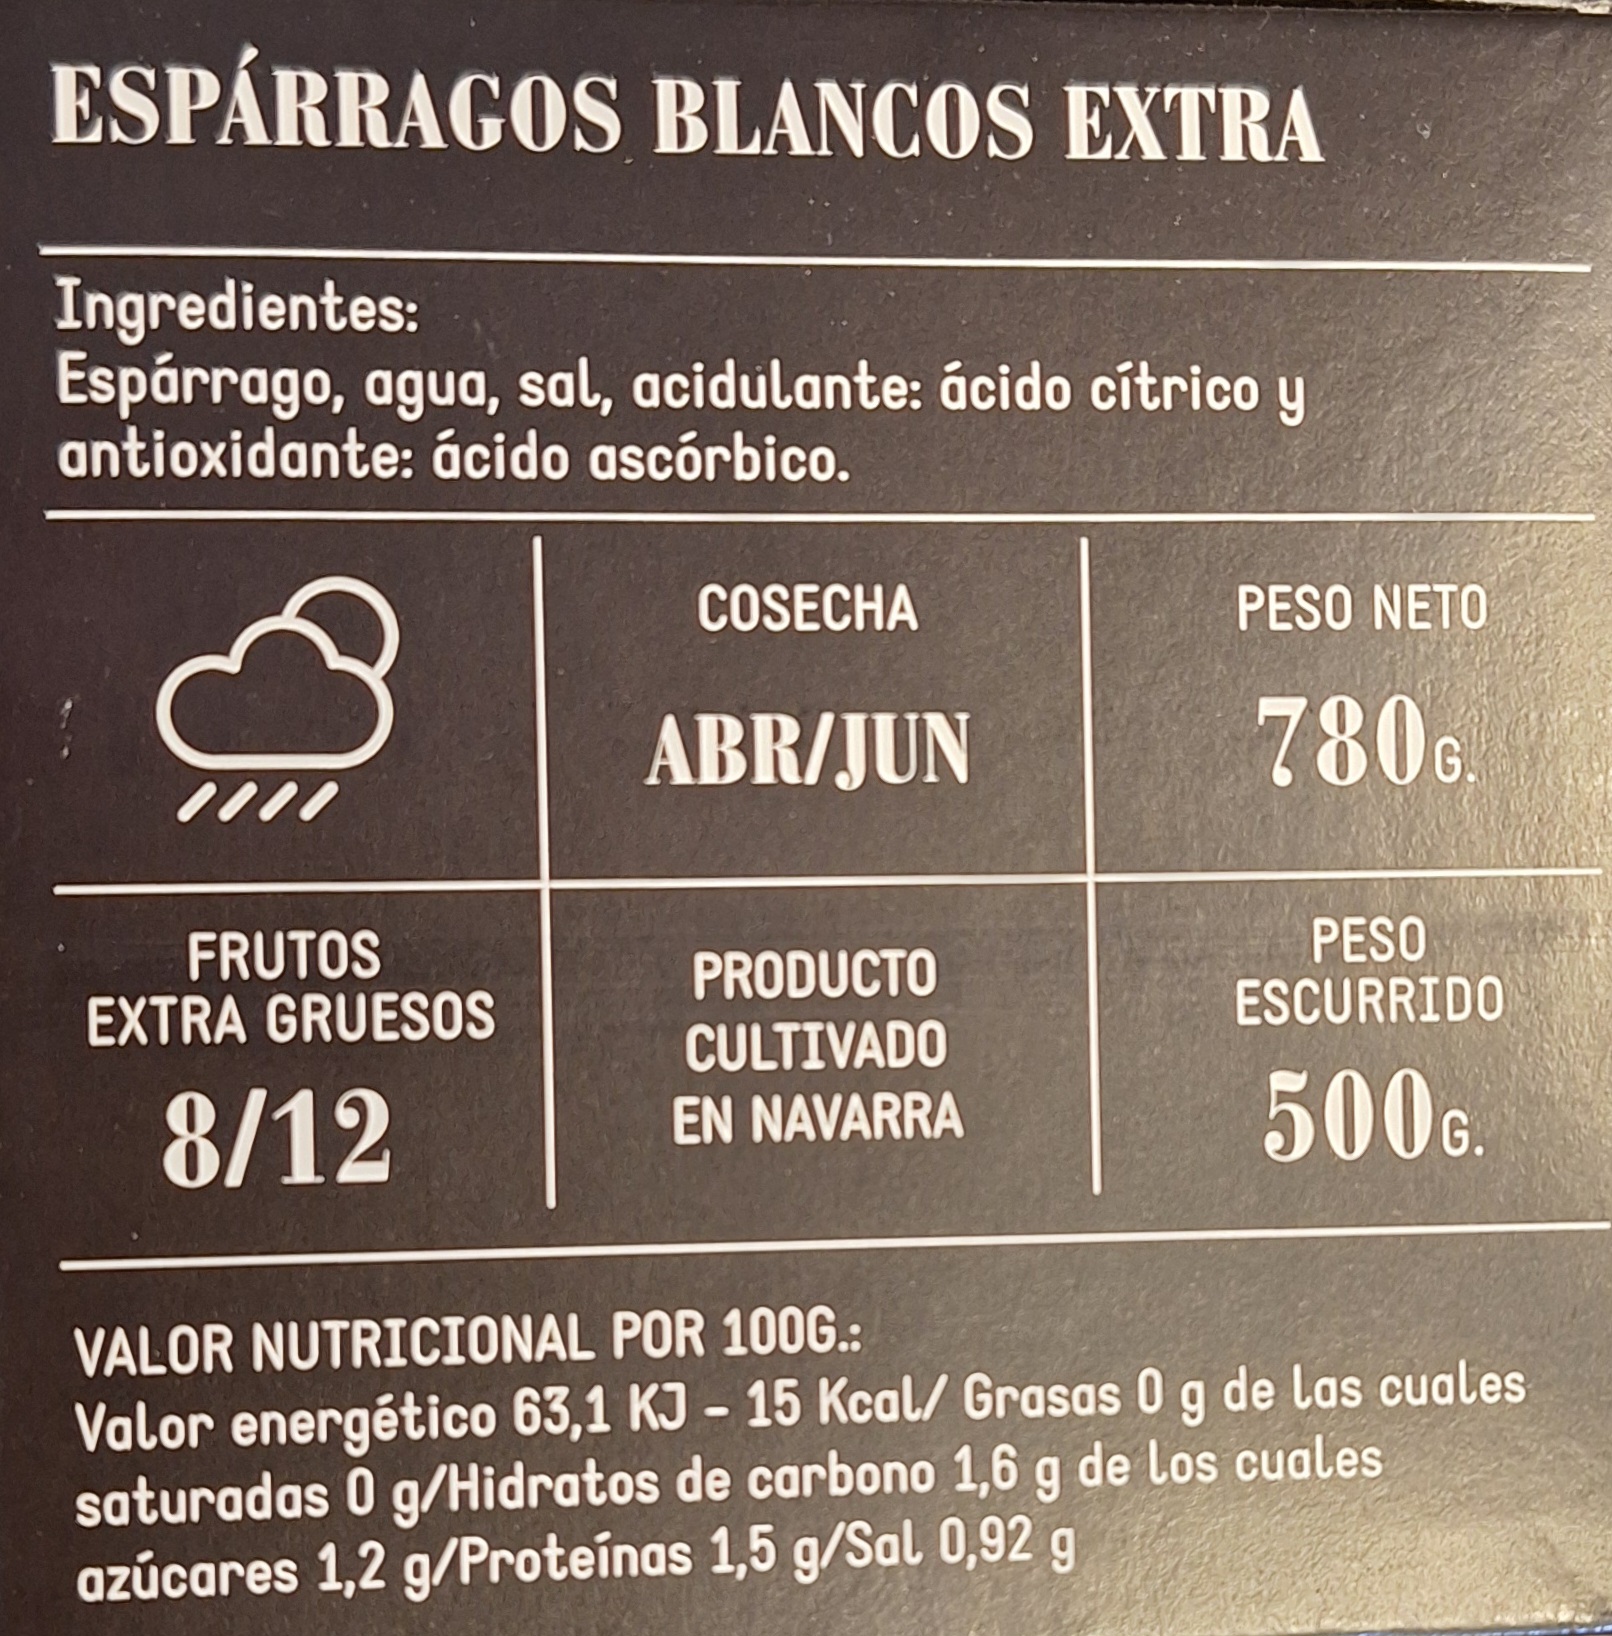 ESPÁRRAGOS BLANCOS EXTRA
Ingredientes:
Espárrago, agua, sal, acidulante: ácido cítrico y
antioxidante: ácido ascórbico.
COSECHA
ABR/JUN
PESO NETO
780G.
FRUTOS
EXTRA GRUESOS
8/12
PRODUCTO
CULTIVADO
EN NAVARRA
PESO
ESCURRIDO
500G.
VALOR NUTRICIONAL POR 100G.:
Valor energético 63,1 KJ - 15 Kcal/ Grasas 0 g de las cuales
saturadas 0 g/Hidratos de carbono 1,6 g de los cuales
azúcares 1,2 g/Proteínas 1,5 g/Sal 0,92 g